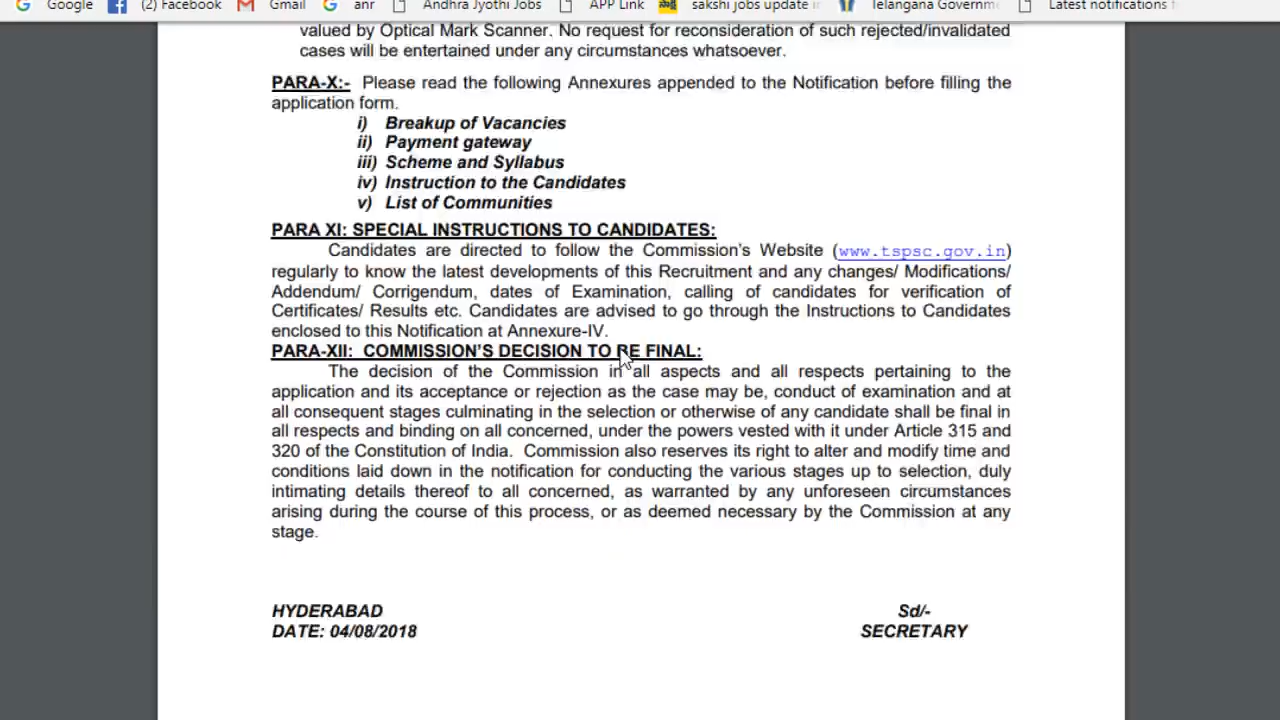 Google (2) Facebook Gmail anr Andhra Jyothi Jobs APP Link sakshi jobs update Telangana Governm Latest notifications
valued by Optical Mark Scanner. No request for reconsideration of such rejected/invalidated
cases will be entertained under any circumstances whatsoever.
PARA-X:- Please read the following Annexures appended to the Notification before filling the
application form.
i) Breakup of Vacancies
ii) Payment gateway
iii) Scheme and Syllabus
iv) Instruction to the Candidates
v) List of Communities
PARA XI: SPECIAL INSTRUCTIONS TO CANDIDATES:
Candidates are directed to follow the Commission's Website (www.tspsc.gov.in)
regularly to know the latest developments of this Recruitment and any changes/ Modifications/
Addendum/ Corrigendum, dates of Examination, calling of candidates for verification of
Certificates/ Results etc. Candidates are advised to go through the Instructions to Candidates
enclosed to this Notification at Annexure-IV.
PARA-XII: COMMISSION'S DECISION TO BE FINAL:
The decision of the Commission in all aspects and all respects pertaining to the
application and its acceptance or rejection as the case may be, conduct of examination and at
all consequent stages culminating in the selection or otherwise of any candidate shall be final in
all respects and binding on all concerned, under the powers vested with it under Article 315 and
320 of the Constitution of India. Commission also reserves its right to alter and modify time and
conditions laid down in the notification for conducting the various stages up to selection, duly
intimating details thereof to all concerned, as warranted by any unforeseen circumstances
arising during the course of this process, or as deemed necessary by the Commission at any
stage.
HYDERABAD Sd/-
DATE: 04/08/2018 SECRETARY